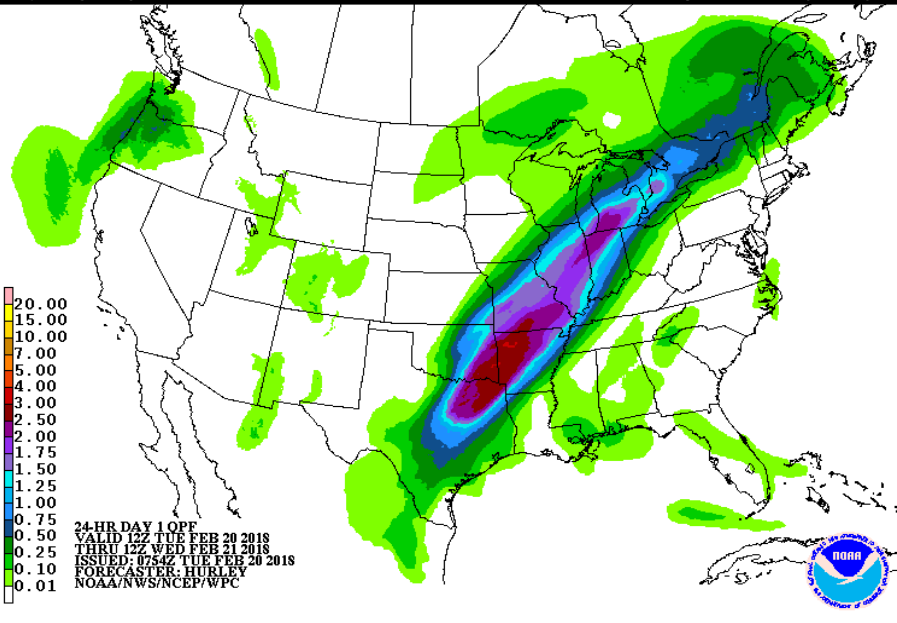 20.00
15.00
10.00
7.00
5.00
4.00
3.00
2.50
2.00
1.75
1.50
1.25
1.00
0.75
0.50
0.25
0.10
0.01
24-HR DAY 1 QPF
VALID 12Z TUE FEB 20 2018
THRU 12Z WED FEB 21 2018
ISSUED: 0754Z TUE FEB 20 2018
FORECASTER: HURLEY
NOAA/NWS/NCEP/WPC
NOAA